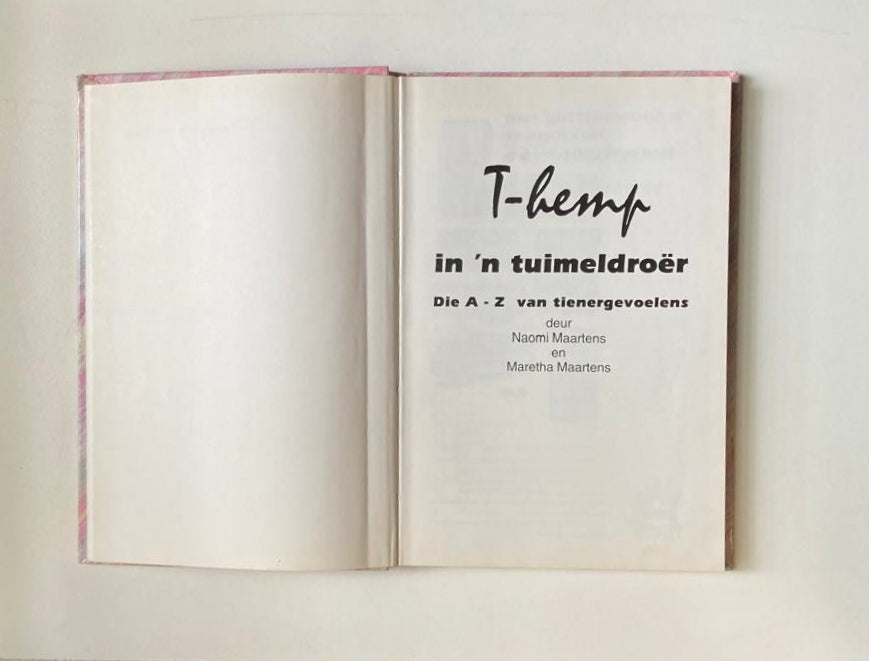 T-hemp
in 'n tuimeldroër
Die A - Z van tienergevoelens
deur
Naomi Maartens
en
Maretha Maartens